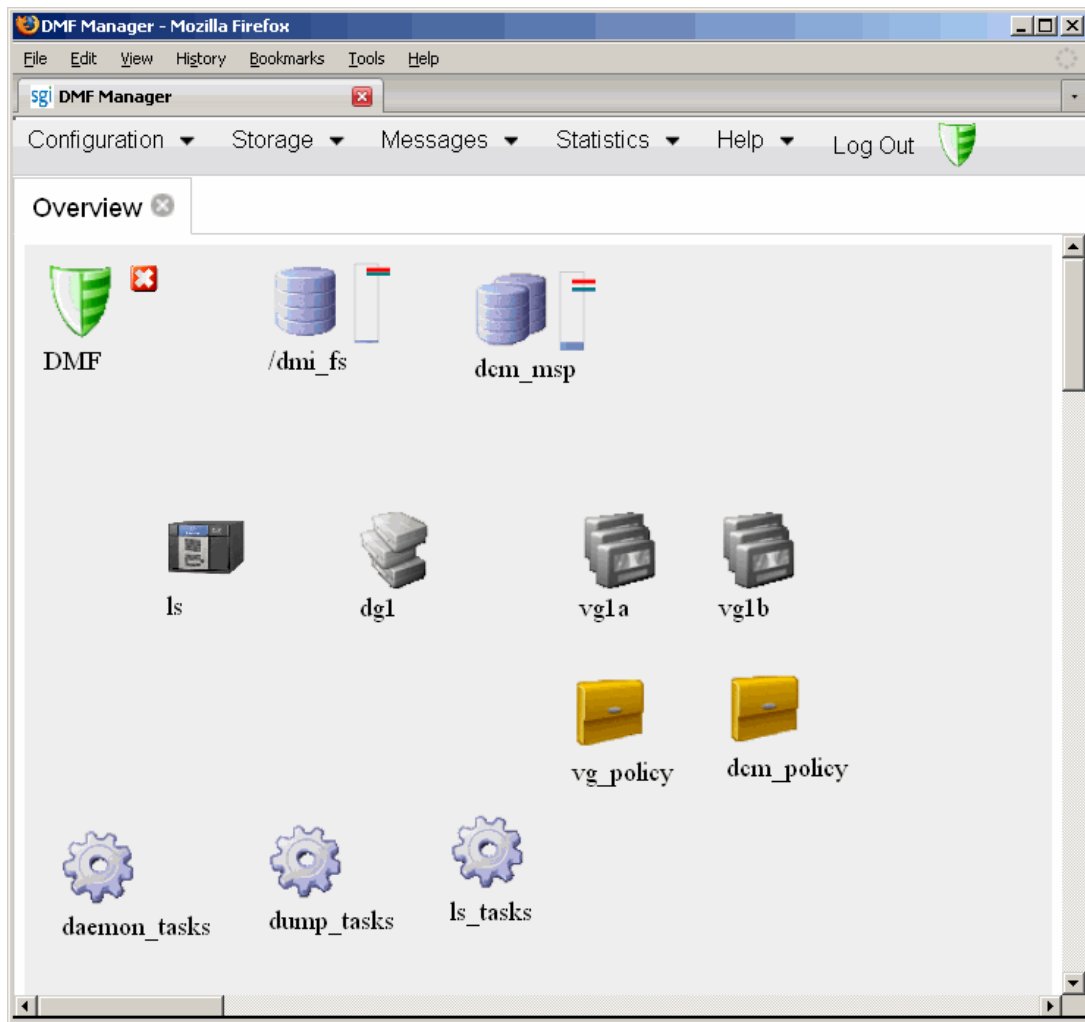 DMF Manager - Mozilla Firefox
File Edit View History Bookmarks Tools Help
sgi DMF Manager
Configuration Storage Messages Statistics Help Log Out
Overview
DMF /dmi_fs dcm_msp
ls dg1 vg1a vg1b
vg_policy dcm_policy
daemon_tasks dump_tasks ls_tasks